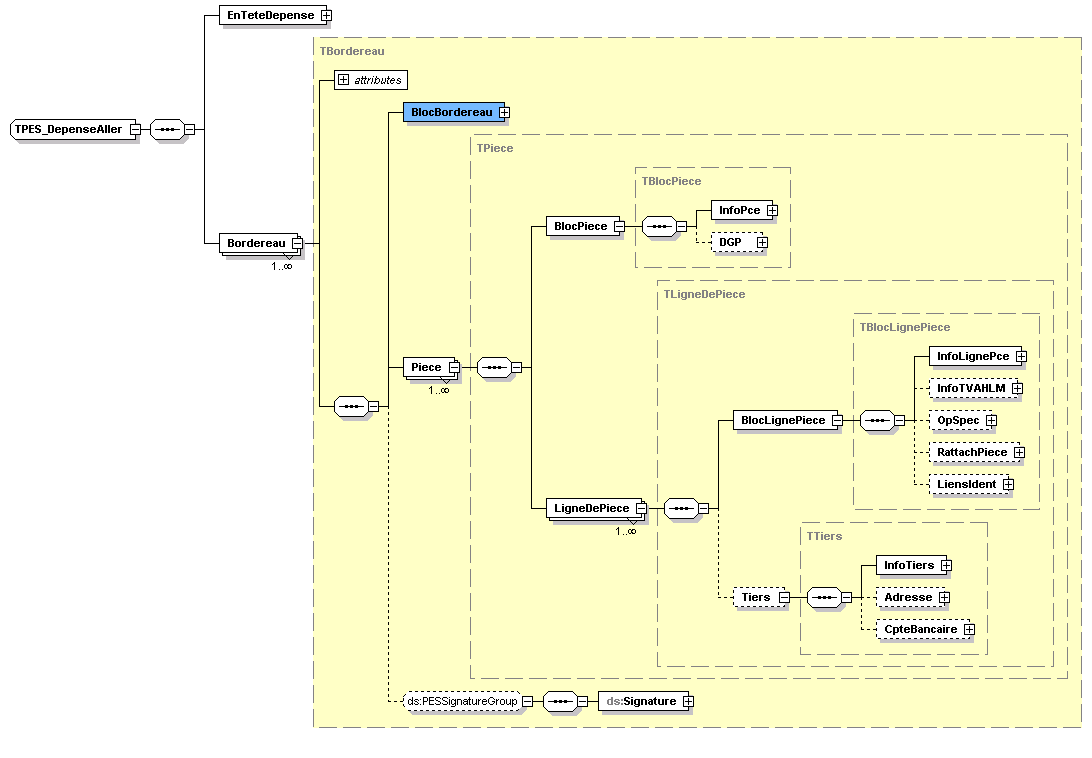 EnTeteDepense
TBordereau
attributes
BlocBordereau
TPES_DepenseAller
TPiece
TBlocPiece
InfoPce
BlocPiece
DGP
Bordereau
1..∞
TLigneDePiece
TBlocLignePiece
InfoLignePce
Piece
1..∞
InfoTVAHLM
BlocLignePiece
OpSpec
RattachPiece
LiensIdent
LigneDePiece
1..∞
TTiers
InfoTiers
Tiers
Adresse
CpteBancaire
ds:PESSignatureGroup
ds:Signature